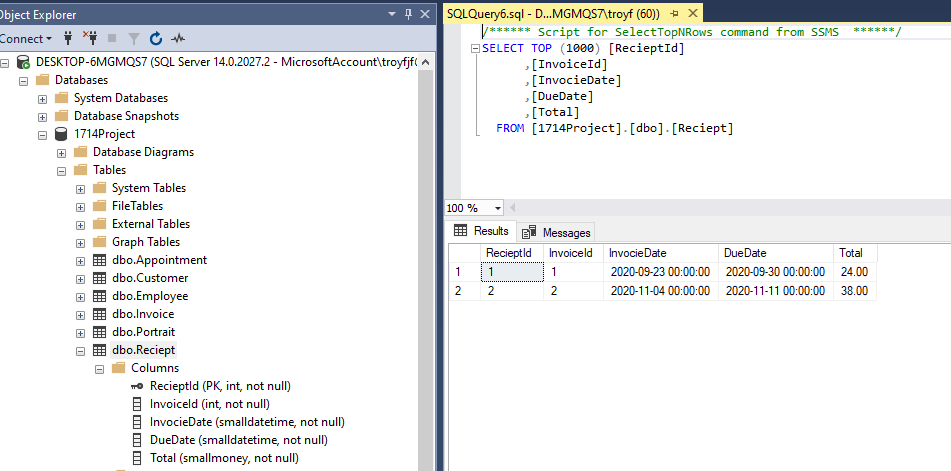 Object Explorer
Connect
DESKTOP-6MGMQS7 (SQL Server 14.0.2027.2 - MicrosoftAccount\troyfjf
Databases
System Databases
Database Snapshots
1714Project
Database Diagrams
Tables
System Tables
FileTables
External Tables
Graph Tables
dbo.Appointment
dbo.Customer
dbo.Employee
dbo.Invoice
dbo.Portrait
dbo.Reciept
Columns
RecieptId (PK, int, not null)
InvoiceId (int, not null)
InvocieDate (smalldatetime, not null)
DueDate (smalldatetime, not null)
Total (smallmoney, not null)
SQLQuery6.sql - D...MGMQS7\troyf (60))
/****** Script for SelectTopNRows command from SSMS ******/
SELECT TOP (1000) [RecieptId]
,[InvoiceId]
,[InvocieDate]
,[DueDate]
,[Total]
FROM [1714Project].[dbo].[Reciept]
100 %
Results Messages
RecieptId InvoiceId InvocieDate DueDate Total
1 1 1 2020-09-23 00:00:00 2020-09-30 00:00:00 24.00
2 2 2 2020-11-04 00:00:00 2020-11-11 00:00:00 38.00